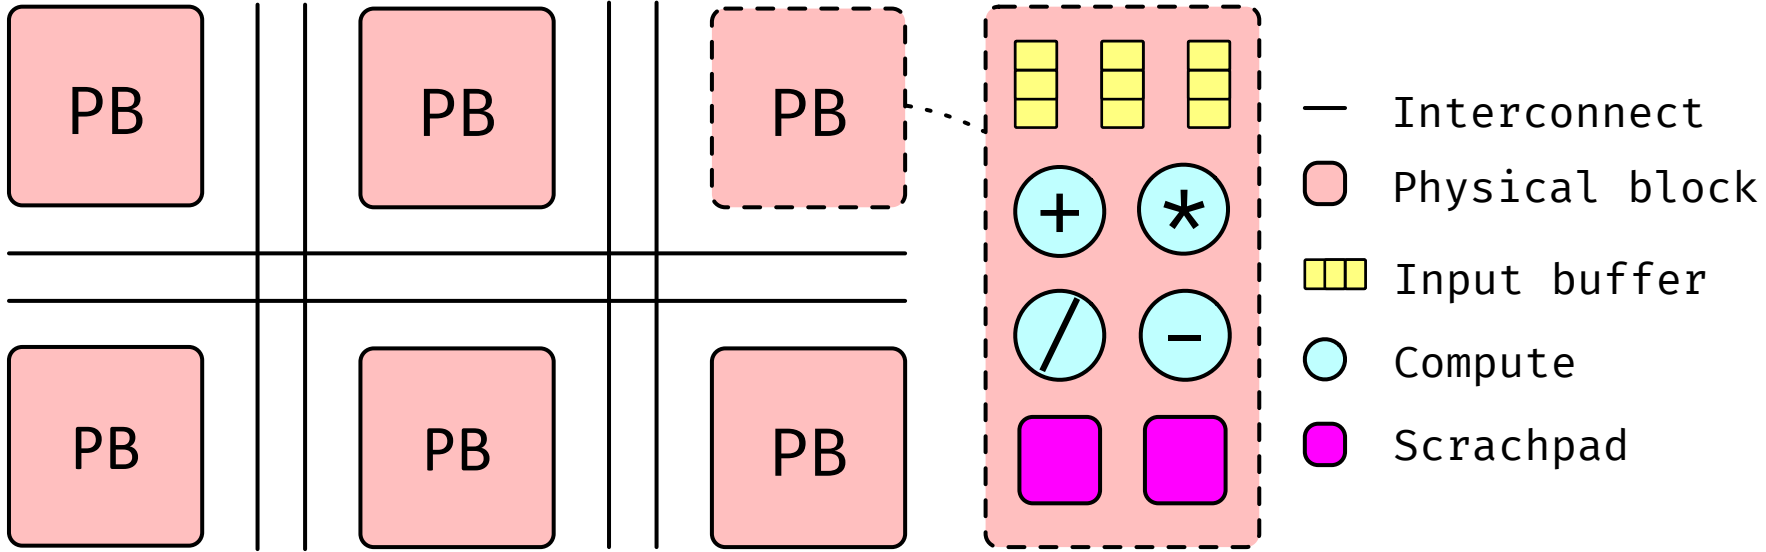 PB
PB
PB
PB
PB
PB
+
*
/
-
Interconnect
Physical block
Input buffer
Compute
Scrachpad